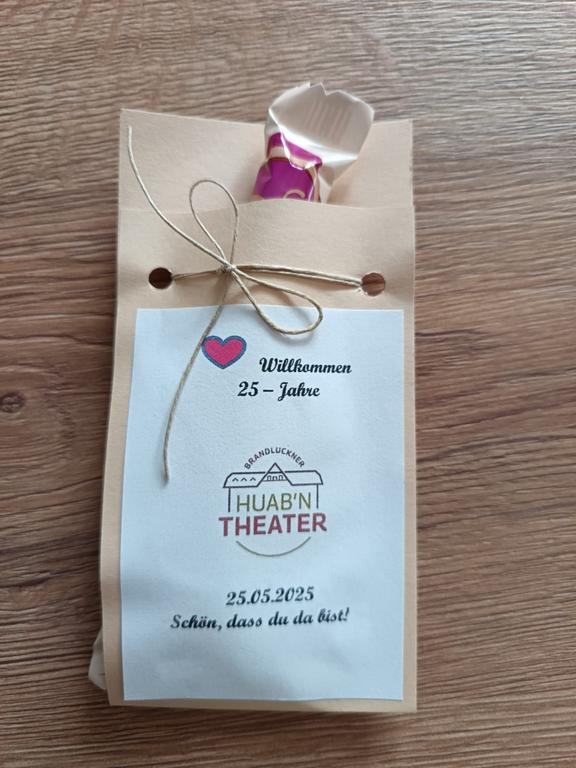 Willkommen
25 – Jahre
BRANDLUCKNER
HUAB'N
THEATER
25.05.2025
Schön, dass du da bist!